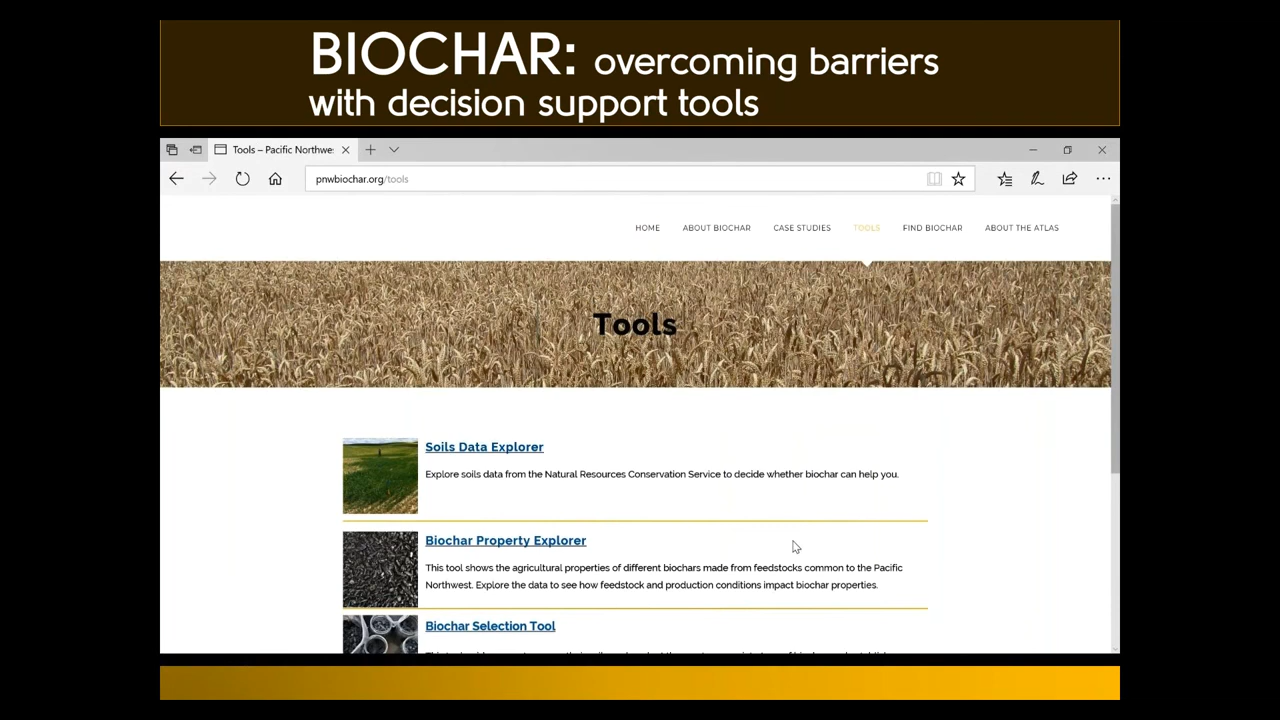 BIOCHAR: overcoming barriers
with decision support tools
Tools – Pacific Northwe:
pnwbiochar.org/tools
HOME ABOUT BIOCHAR CASE STUDIES TOOLS FIND BIOCHAR ABOUT THE ATLAS
Tools
Soils Data Explorer
Explore soils data from the Natural Resources Conservation Service to decide whether biochar can help you.
Biochar Property Explorer
This tool shows the agricultural properties of different biochars made from feedstocks common to the Pacific
Northwest. Explore the data to see how feedstock and production conditions impact biochar properties.
Biochar Selection Tool